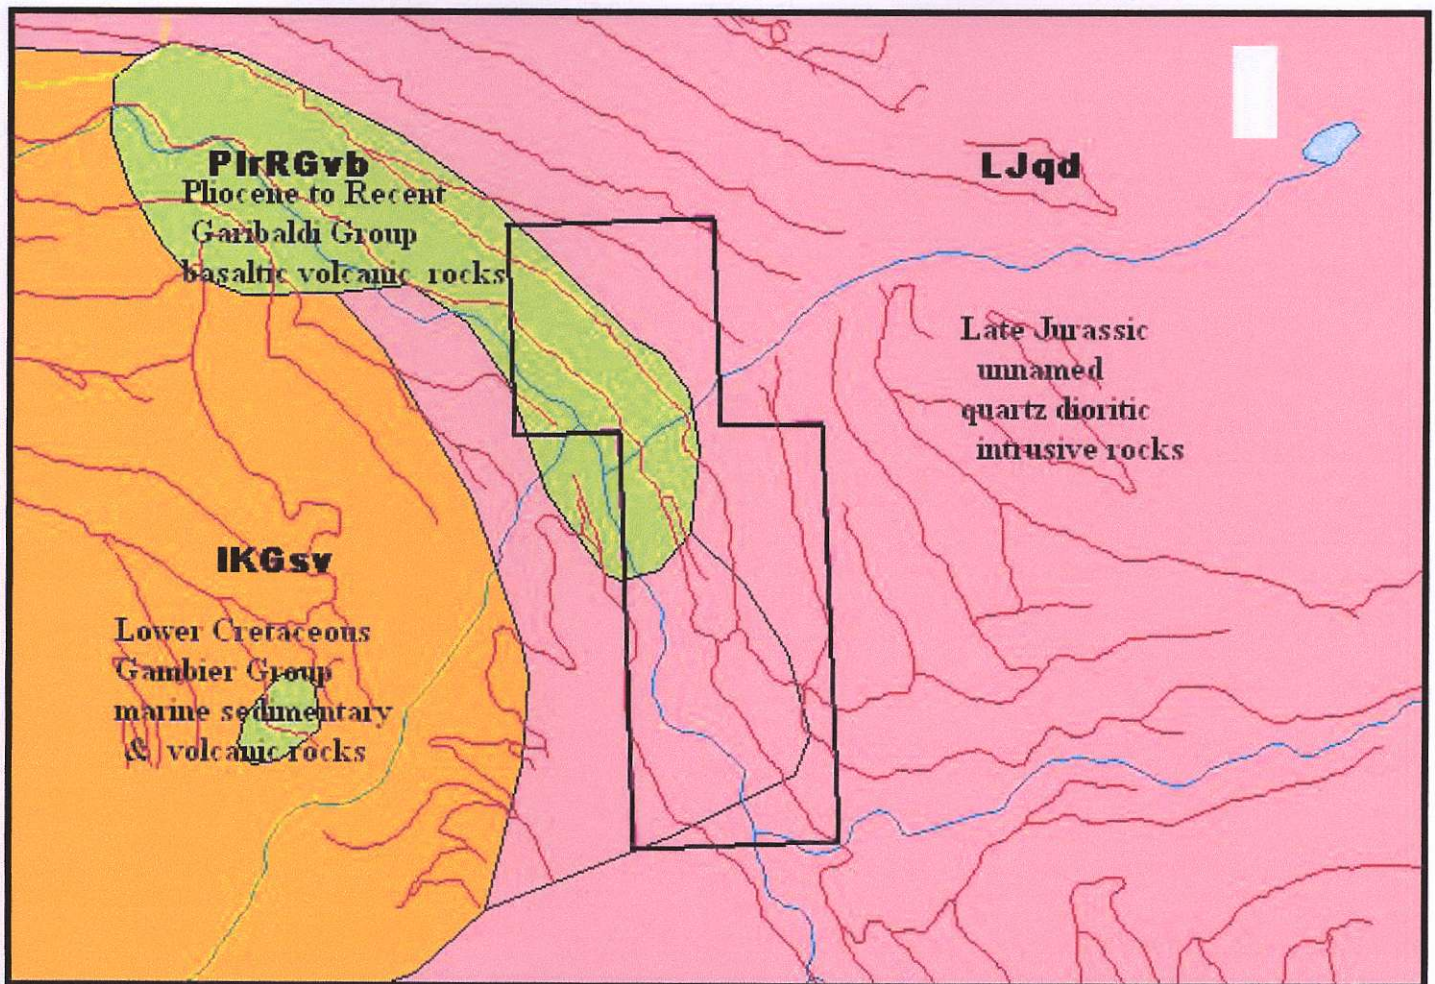 PlrRGvb
Pliocene to Recent
Garibaldi Group
basaltic volcanic rocks
LJqd
Late Jurassic
unnamed
quartz dioritic
intrusive rocks
lKGsv
Lower Cretaceous
Gambier Group
marine sedimentary
& volcanic rocks